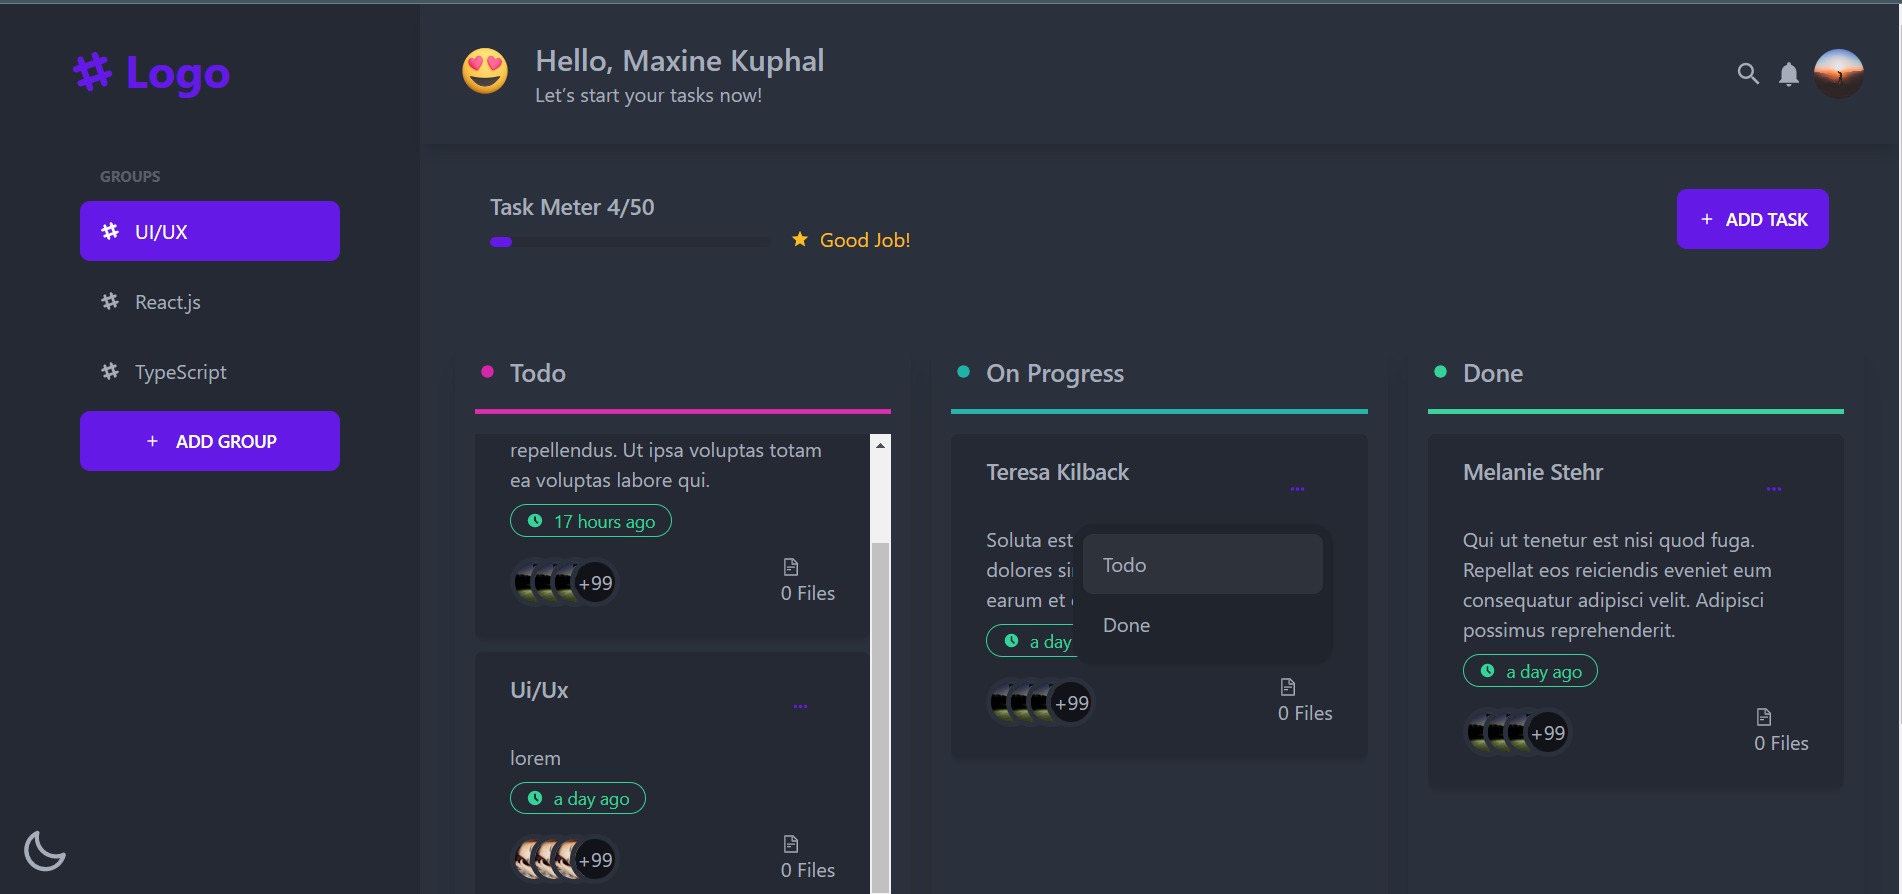 Logo
GROUPS
UI/UX
React.js
TypeScript
+ ADD GROUP
Hello, Maxine Kuphal
Let's start your tasks now!
Task Meter 4/50
Good Job!
+ ADD TASK
Todo
repellendus. Ut ipsa voluptas totam
ea voluptas labore qui.
17 hours ago
+99
0 Files
Ui/Ux
...
lorem
a day ago
+99
0 Files
On Progress
Teresa Kilback
...
Soluta est
dolores
earum et
a day
Todo
Done
+99
0 Files
Done
Melanie Stehr
...
Qui ut tenetur est nisi quod fuga.
Repellat eos reiciendis eveniet eum
consequatur adipisci velit. Adipisci
possimus reprehenderit.
a day ago
+99
0 Files